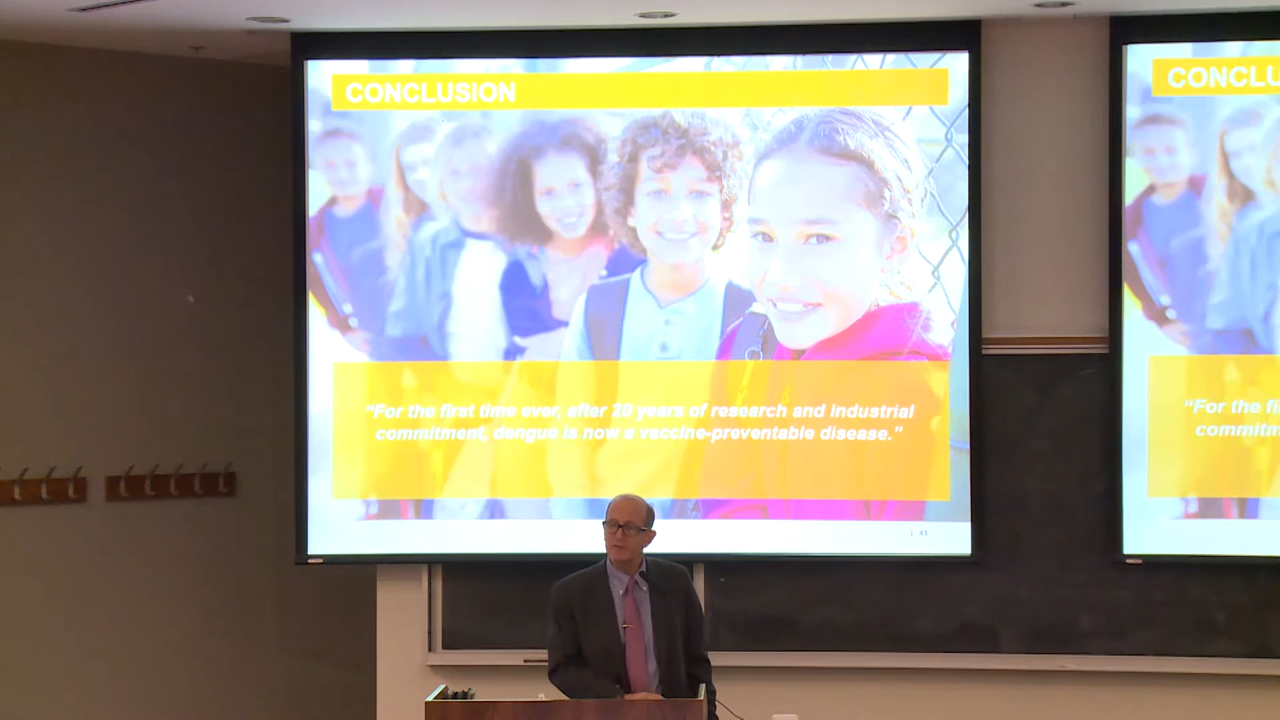 CONCLUSION
"For the first time ever, after 20 years of research and industrial
commitment, dengue is now a vaccine-preventable disease."
| 43
CONCLU
"For the fi
commitm